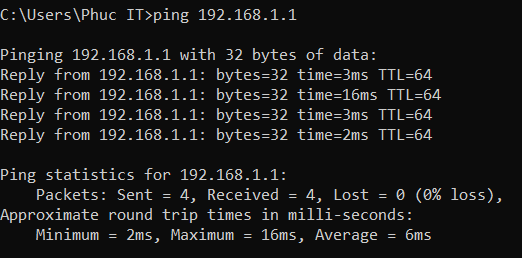 C:\Users\Phuc IT>ping 192.168.1.1
Pinging 192.168.1.1 with 32 bytes of data:
Reply from 192.168.1.1: bytes=32 time=3ms TTL=64
Reply from 192.168.1.1: bytes=32 time=16ms TTL=64
Reply from 192.168.1.1: bytes=32 time=3ms TTL=64
Reply from 192.168.1.1: bytes=32 time=2ms TTL=64
Ping statistics for 192.168.1.1:
    Packets: Sent = 4, Received = 4, Lost = 0 (0% loss),
Approximate round trip times in milli-seconds:
    Minimum = 2ms, Maximum = 16ms, Average = 6ms